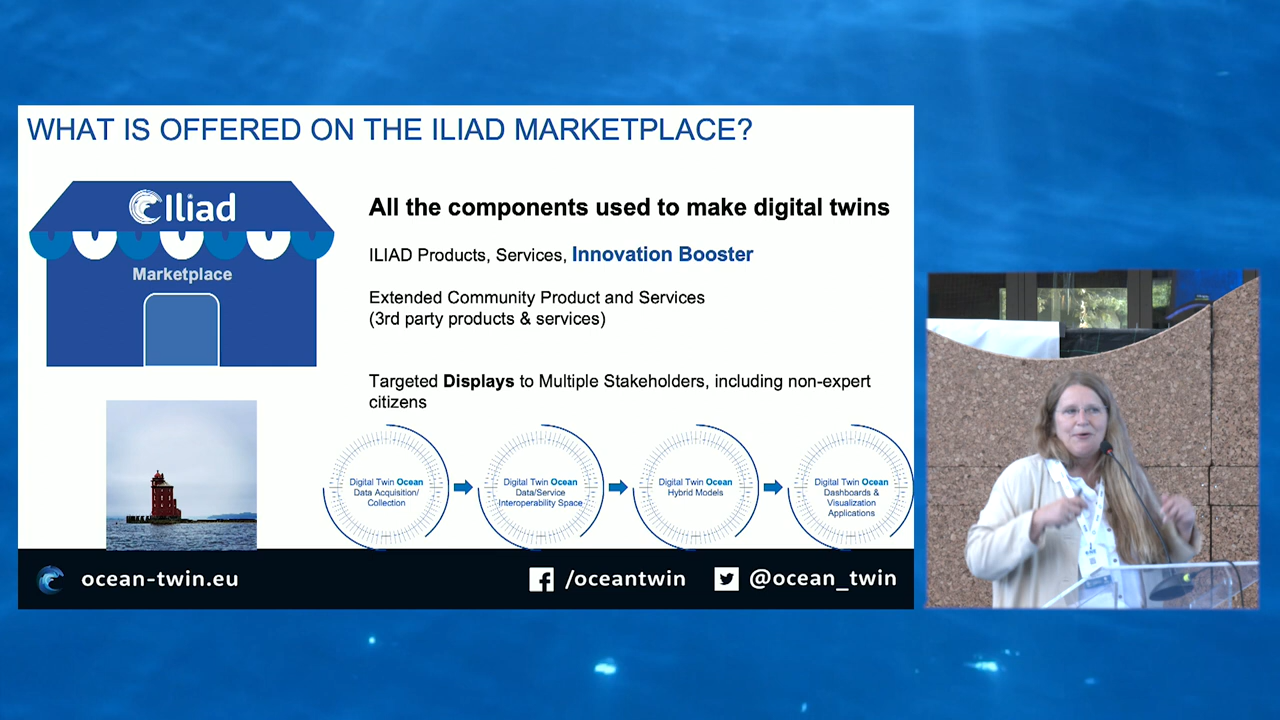 WHAT IS OFFERED ON THE ILIAD MARKETPLACE?
Iliad
Marketplace
All the components used to make digital twins
ILIAD Products, Services, Innovation Booster
Extended Community Product and Services
(3rd party products & services)
Targeted Displays to Multiple Stakeholders, including non-expert
citizens
Digital Twin Ocean
Data Acquisition/
Collection
Digital Twin Ocean
Data/Service
Interoperability Space
Digital Twin Ocean
Hybrid Models
Digital Twin Ocean
Dashboards &
Visualization
Applications
ocean-twin.eu
/oceantwin
@ocean_twin